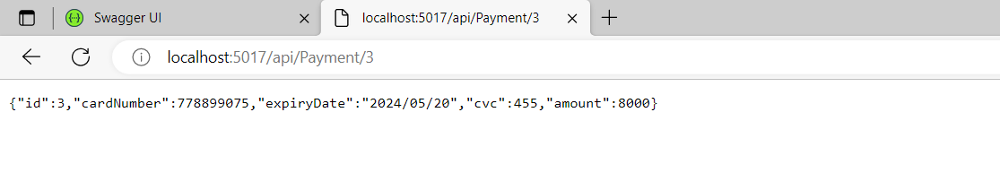 Swagger UI
localhost:5017/api/Payment/3
localhost:5017/api/Payment/3
{"id":3,"cardNumber":778899075,"expiryDate":"2024/05/20","cvc":455,"amount":8000}